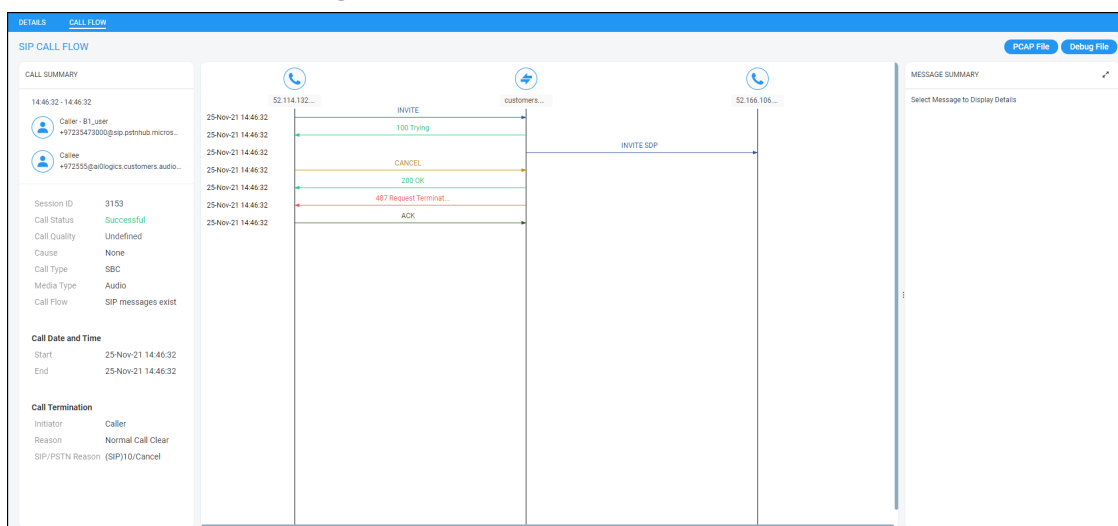 DETAILS CALL FLOW
SIP CALL FLOW PCAP File Debug File
CALL SUMMARY
14:46:32 - 14:46:32
Caller - B1_user
+97235473000@sip.pstnhub.micros...
Callee
+972555@ai0logics.customers.audio...
Session ID 3153
Call Status Successful
Call Quality Undefined
Cause None
Call Type SBC
Media Type Audio
Call Flow SIP messages exist
Call Date and Time
Start 25-Nov-21 14:46:32
End 25-Nov-21 14:46:32
Call Termination
Initiator Caller
Reason Normal Call Clear
SIP/PSTN Reason (SIP)10/Cancel
52.114.132... customers... 52.166.106...
INVITE
25-Nov-21 14:46:32
100 Trying
25-Nov-21 14:46:32
INVITE SDP
25-Nov-21 14:46:32
CANCEL
25-Nov-21 14:46:32
200 OK
25-Nov-21 14:46:32
487 Request Terminat...
25-Nov-21 14:46:32
ACK
25-Nov-21 14:46:32
MESSAGE SUMMARY
Select Message to Display Details